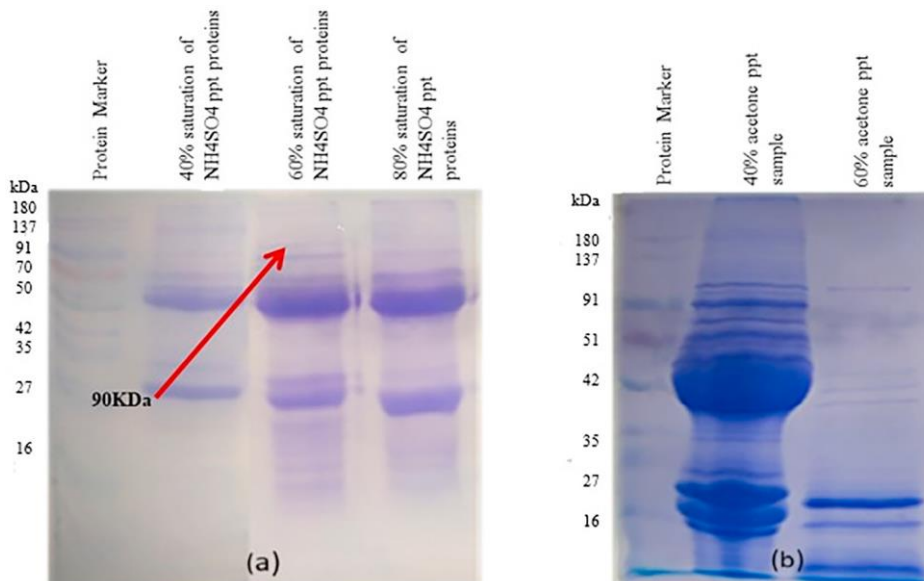 Protein Marker
40% saturation of
NH4SO4 ppt proteins
60% saturation of
NH4SO4 ppt proteins
80% saturation of
NH4SO4 ppt
proteins
kDa
180
137
91
70
50
42
35
27
16
90KDa
(a)
Protein Marker
40% acetone ppt
sample
60% acetone ppt
sample
kDa
180
137
91
51
42
35
27
16
(b)